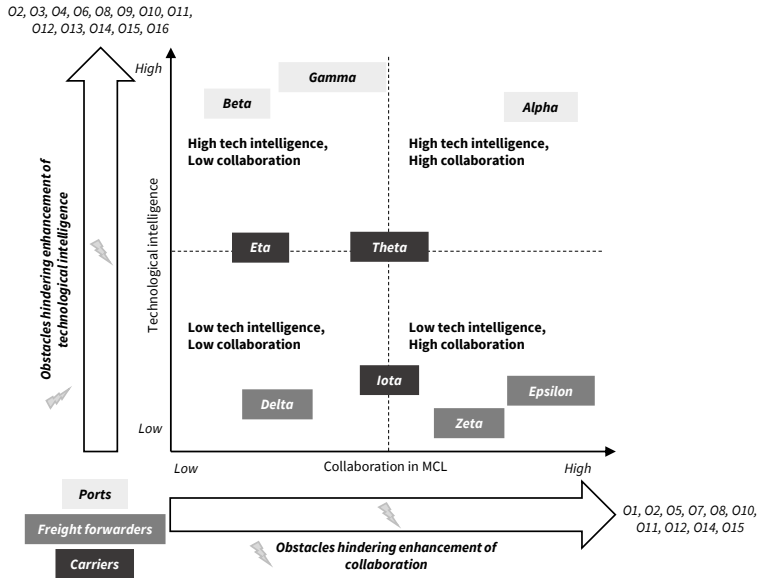 O2, O3, O4, O6, O8, O9, O10, O11,
O12, O13, O14, O15, O16
High
Gamma
Beta
Alpha
High tech intelligence,
Low collaboration
High tech intelligence,
High collaboration
Obstacles hindering enhancement of
technological intelligence
Technological intelligence
Eta
Theta
Low tech intelligence,
Low collaboration
Low tech intelligence,
High collaboration
Iota
Delta
Epsilon
Zeta
Low
Low
Collaboration in MCL
High
Ports
Freight forwarders
Carriers
O1, O2, O5, O7, O8, O10,
O11, O12, O14, O15
Obstacles hindering enhancement of
collaboration